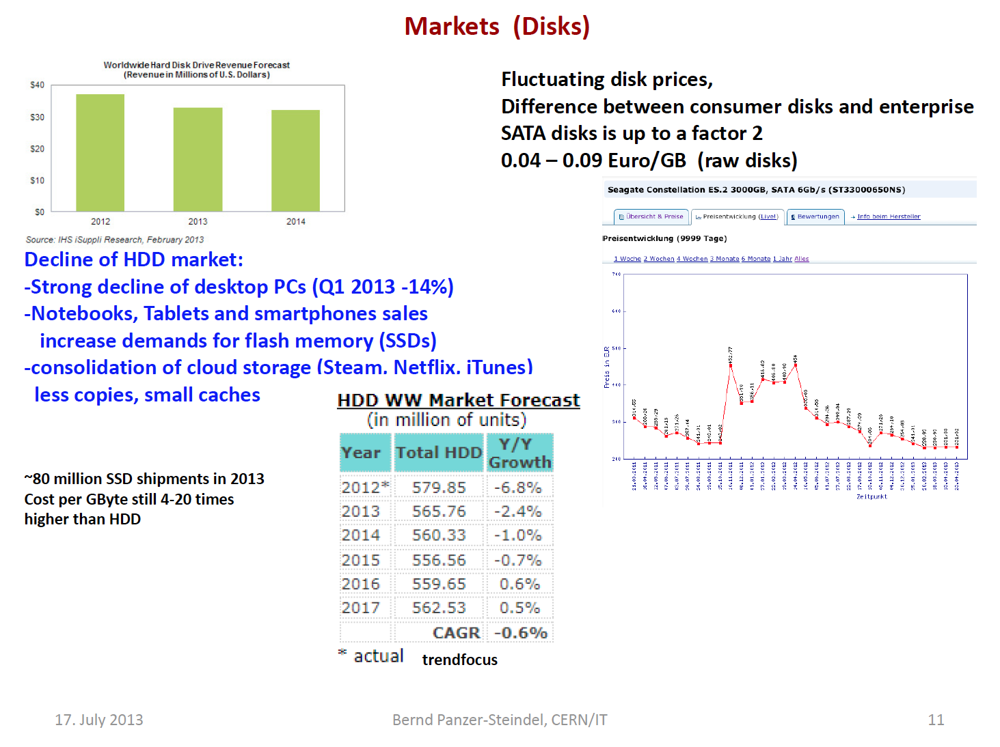 Markets (Disks)
Worldwide Hard Disk Drive Revenue Forecast
(Revenue in Millions of U.S. Dollars)
$40
$30
$20
$10
$0
2012 2013 2014
Source: IHS iSuppli Research, February 2013
Fluctuating disk prices,
Difference between consumer disks and enterprise
SATA disks is up to a factor 2
0.04 – 0.09 Euro/GB (raw disks)
Decline of HDD market:
-Strong decline of desktop PCs (Q1 2013 -14%)
-Notebooks, Tablets and smartphones sales
increase demands for flash memory (SSDs)
-consolidation of cloud storage (Steam, Netflix, iTunes)
less copies, small caches
~80 million SSD shipments in 2013
Cost per GByte still 4-20 times
higher than HDD
HDD WW Market Forecast
(in million of units)
Year Total HDD Y/Y Growth
2012* 579.85 -6.8%
2013 565.76 -2.4%
2014 560.33 -1.0%
2015 556.56 -0.7%
2016 559.65 0.6%
2017 562.53 0.5%
CAGR -0.6%
* actual trendfocus
Seagate Constellation ES.2 3000GB, SATA 6Gb/s (ST33000650NS)
Übersicht & Preise Preisentwicklung (Live!) Bewertungen Info beim Hersteller
Preisentwicklung (9999 Tage)
1 Woche 2 Wochen 4 Wochen 3 Monate 6 Monate 1 Jahr Alles
700
600
500
400
300
200
Preis in EUR
Zeitpunkt
17. July 2013 Bernd Panzer-Steindel, CERN/IT 11